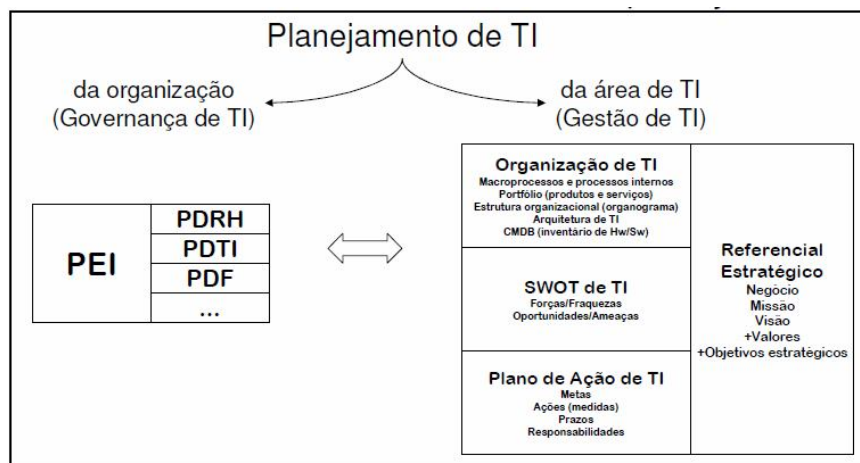 Planejamento de TI
da organização
(Governança de TI)
da área de TI
(Gestão de TI)
PEI
PDRH
PDTI
PDF
...
Organização de TI
Macroprocessos e processos internos
Portfólio (produtos e serviços)
Estrutura organizacional (organograma)
Arquitetura de TI
CMDB (inventário de Hw/Sw)
SWOT de TI
Forças/Fraquezas
Oportunidades/Ameaças
Plano de Ação de TI
Metas
Ações (medidas)
Prazos
Responsabilidades
Referencial
Estratégico
Negócio
Missão
Visão
+Valores
+Objetivos estratégicos